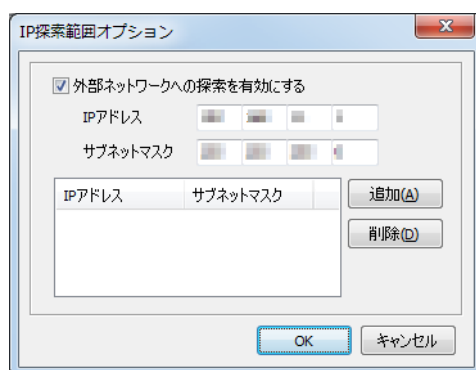 IP探索範囲オプション
外部ネットワークへの探索を有効にする
IPアドレス
サブネットマスク
IPアドレス サブネットマスク
追加(A)
削除(D)
OK キャンセル